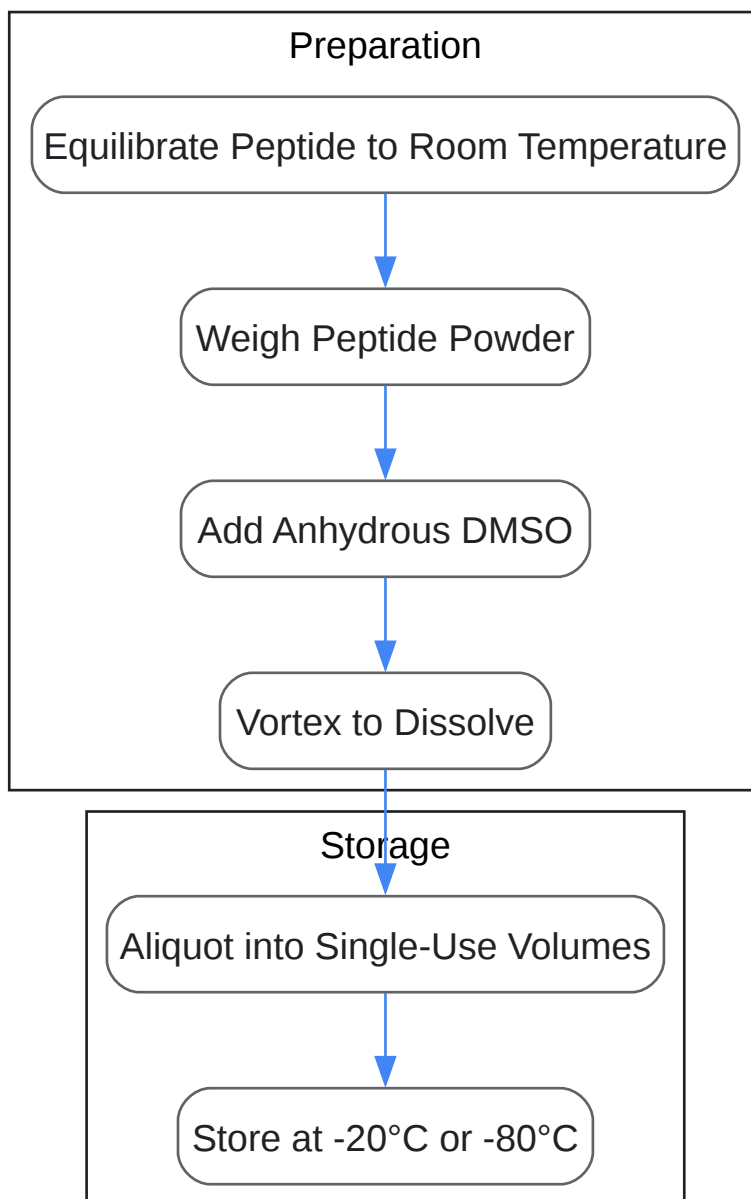 Preparation
Equilibrate Peptide to Room Temperature
Weigh Peptide Powder
Add Anhydrous DMSO
Vortex to Dissolve
Storage
Aliquot into Single-Use Volumes
Store at -20°C or -80°C